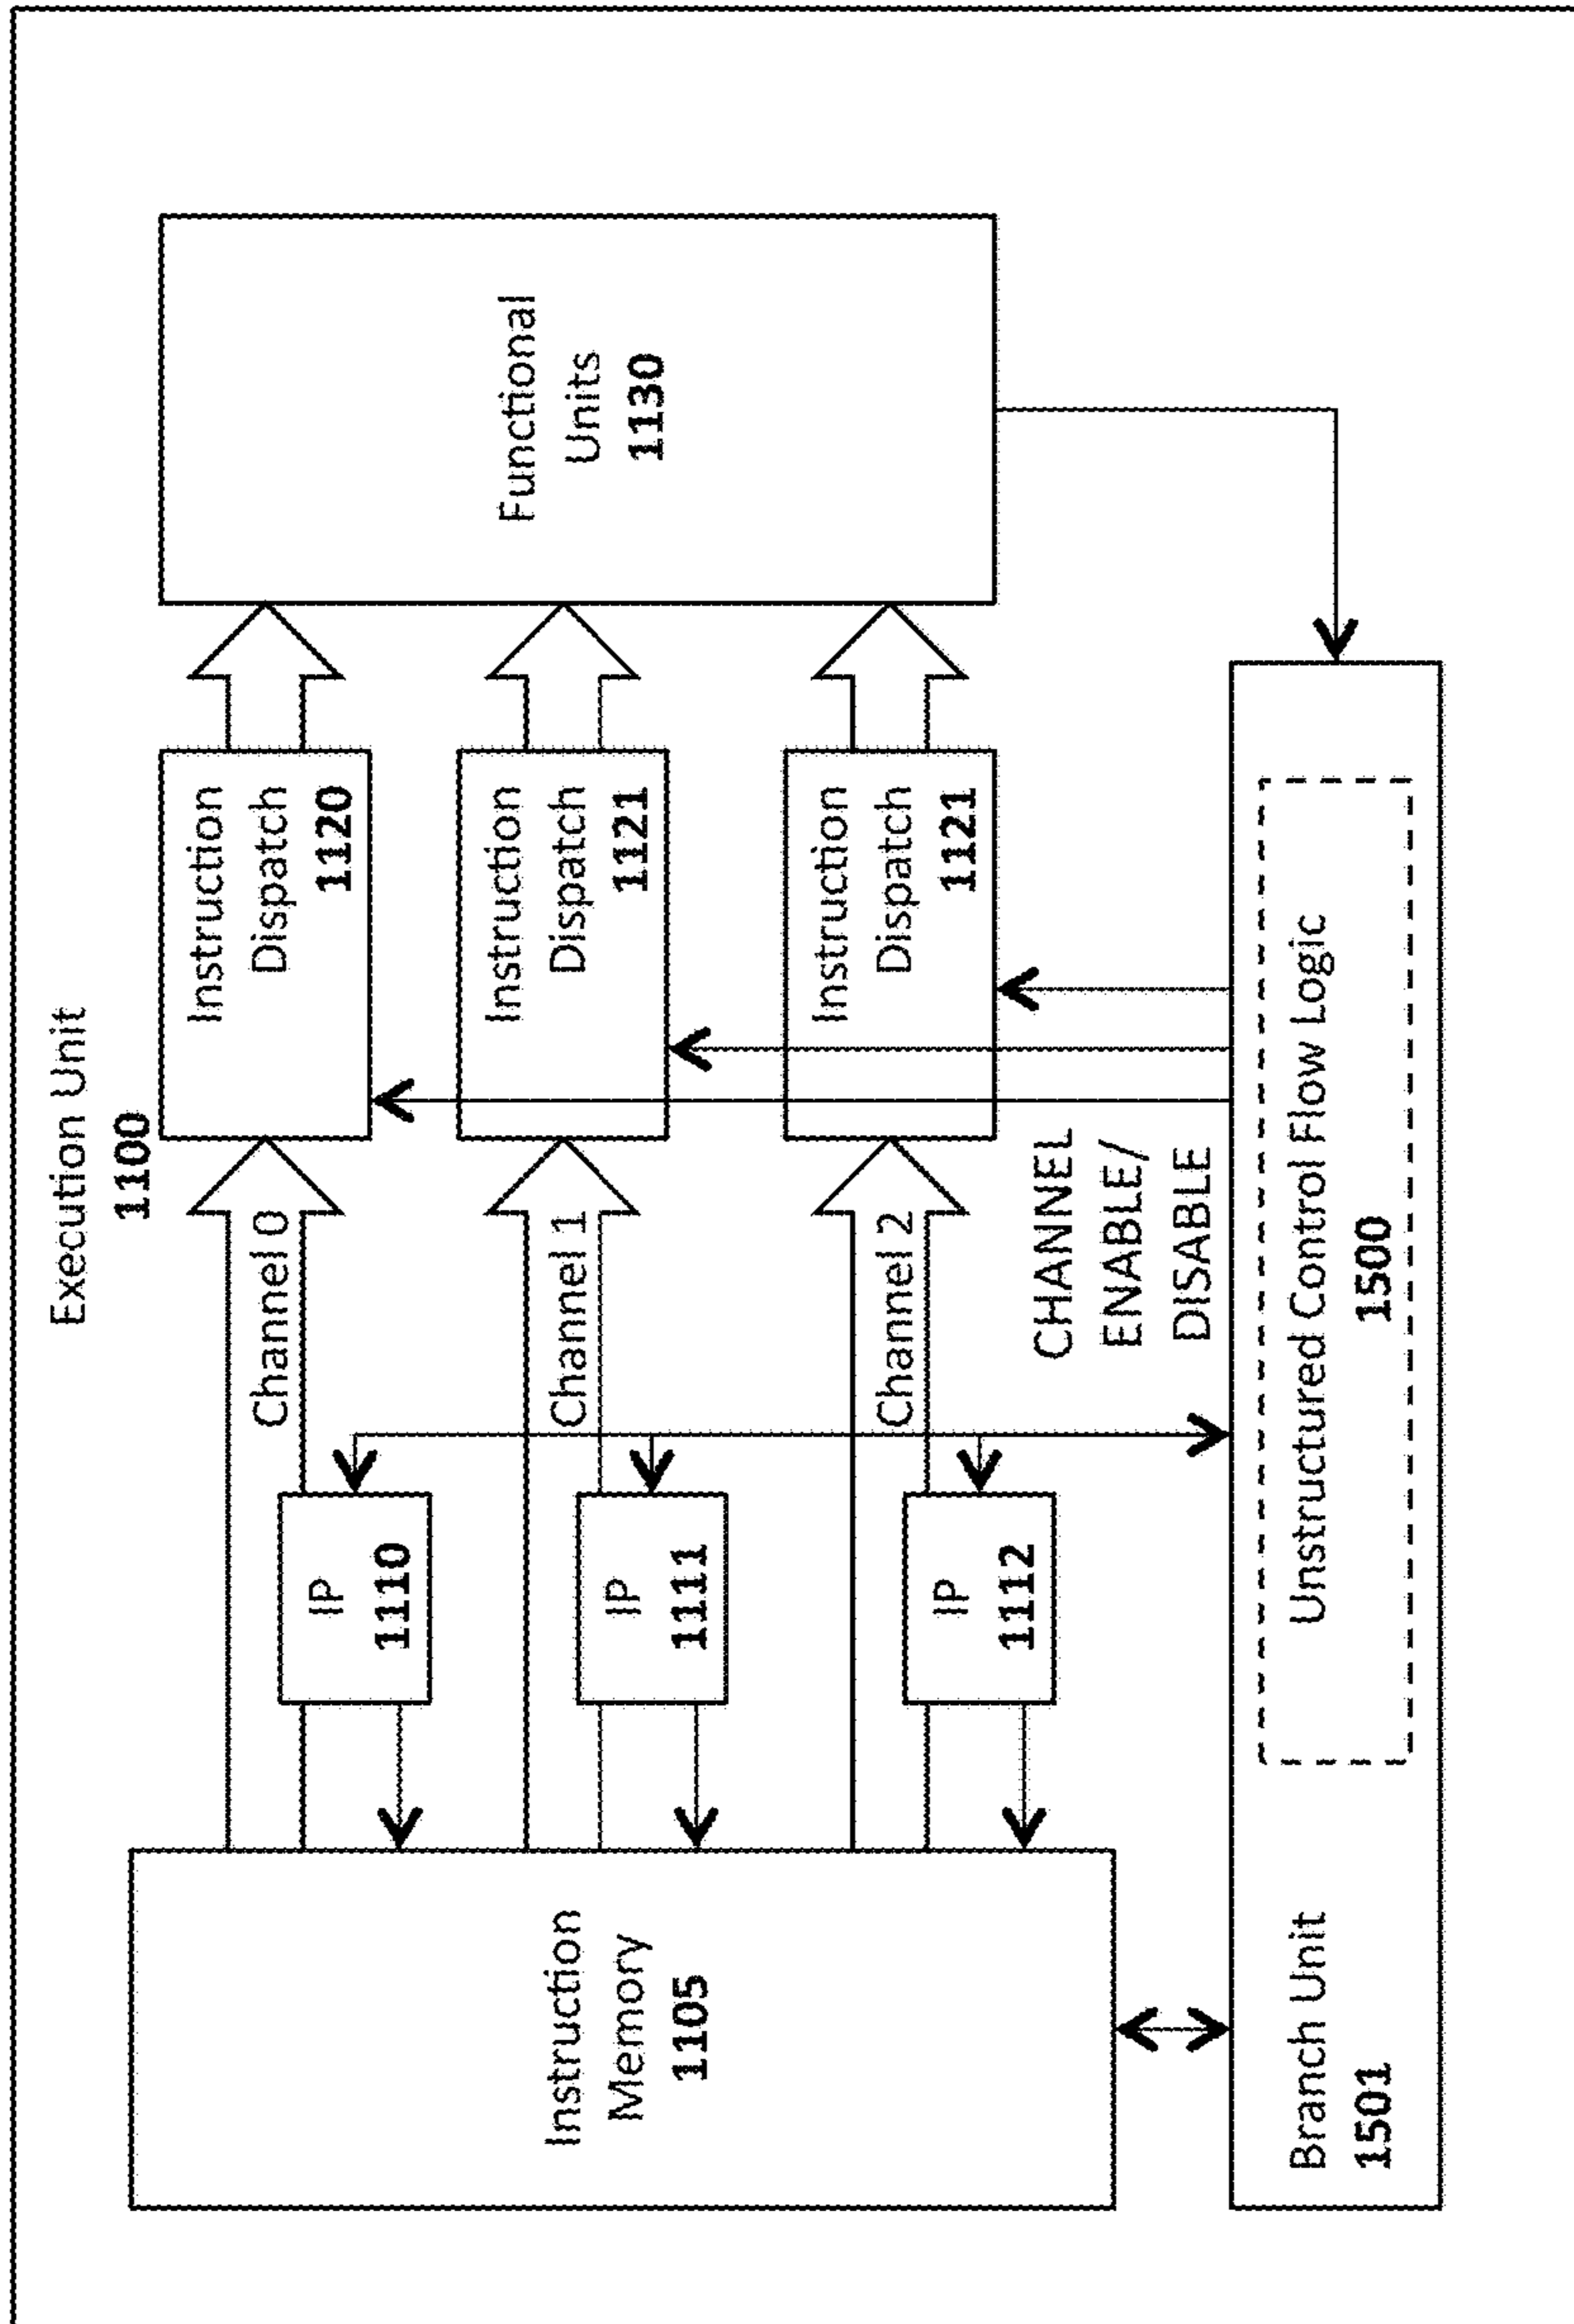 Execution Unit
1100
Instruction
Memory
1105
Channel 0
IP
1110
Instruction
Dispatch
1120
Channel 1
IP
1111
Instruction
Dispatch
1121
Channel 2
IP
1112
Instruction
Dispatch
1121
Functional
Units
1130
CHANNEL
ENABLE/
DISABLE
Branch Unit
1501
Unstructured Control Flow Logic
1500